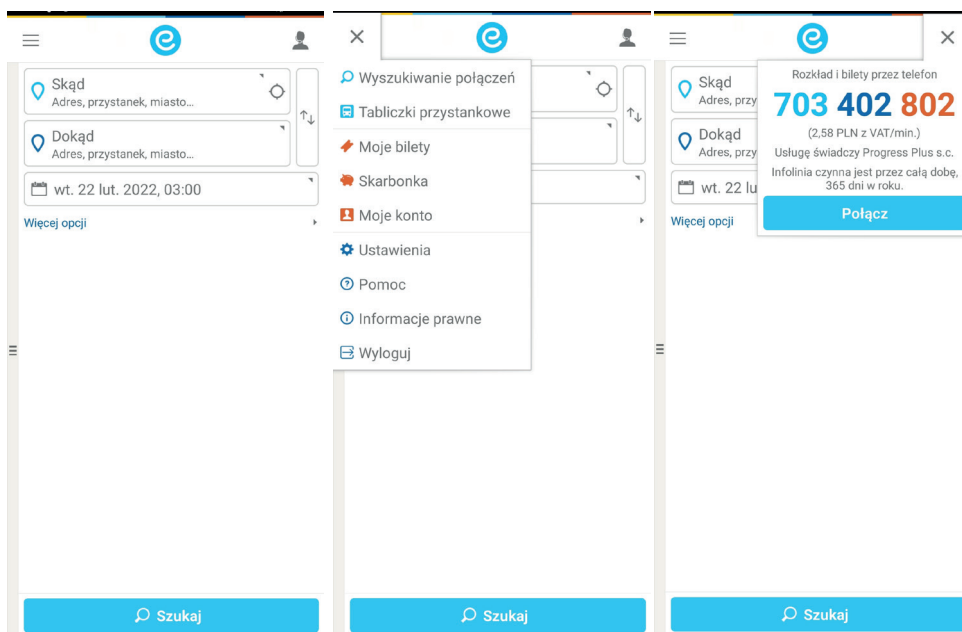 Skąd
Adres, przystanek, miasto...
Dokąd
Adres, przystanek, miasto...
wt. 22 lut. 2022, 03:00
Więcej opcji
Szukaj
Wyszukiwanie połączeń
Tabliczki przystankowe
Moje bilety
Skarbonka
Moje konto
Ustawienia
Pomoc
Informacje prawne
Wyloguj
Szukaj
Skąd
Adres, przy
Dokąd
Adres, przy
wt. 22 lu
Więcej opcji
Rozkład i bilety przez telefon
703 402 802
(2,58 PLN z VAT/min.)
Usługę świadczy Progress Plus s.c.
Infolinia czynna jest przez całą dobę,
365 dni w roku.
Połącz
Szukaj